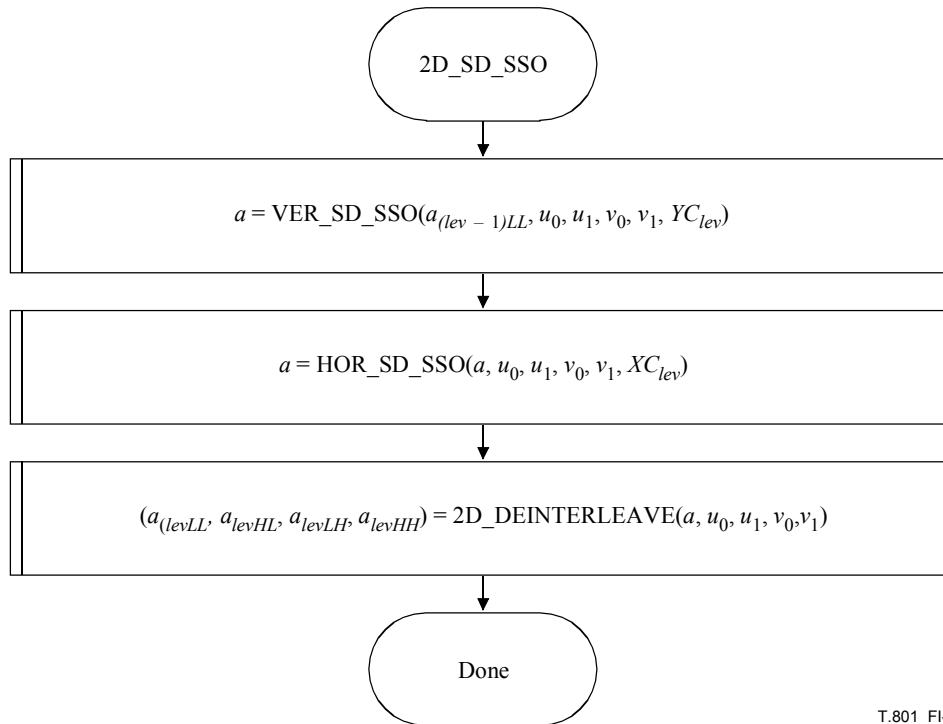 2D_SD_SSO
a = VER_SD_SSO(a(lev – 1)LL, u0, u1, v0, v1, YClev)
a = HOR_SD_SSO(a, u0, u1, v0, v1, XClev)
(a(levLL, alevHL, alevLH, alevHH) = 2D_DEINTERLEAVE(a, u0, u1, v0,v1)
Done